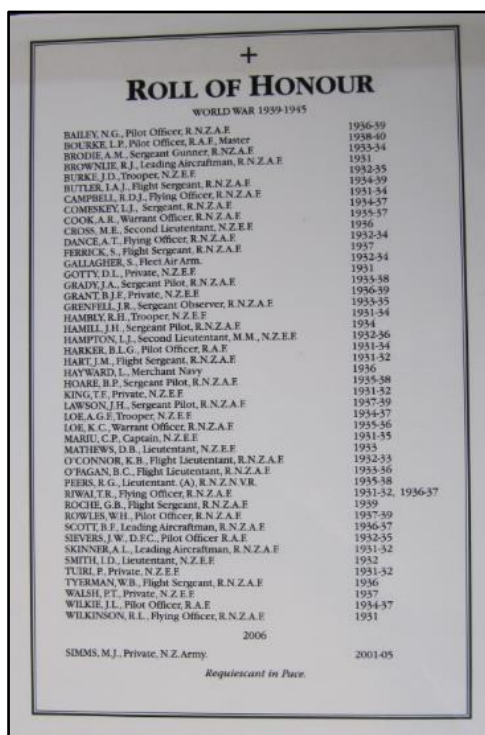 ROLL OF HONOUR
WORLD WAR 1939-1945
BAILEY, N.G., Pilot Officer, R.N.Z.A.F. 1936-39
BOURKE, L.P., Pilot Officer, R.A.F., Master 1938-40
BRODIE, A.M., Sergeant Gunner, R.N.Z.A.F. 1933-34
BROWNLIE, R.J., Leading Aircraftman, R.N.Z.A.F. 1931
BURKE, J.D., Trooper, N.Z.E.F. 1932-35
BUTLER, I.A.J., Flight Sergeant, R.N.Z.A.F. 1934-39
CAMPBELL, R.D.J., Flying Officer, R.N.Z.A.F. 1931-34
COMESKEY, L.J., Sergeant, R.N.Z.A.F. 1934-37
COOK, A.R., Warrant Officer, R.N.Z.A.F. 1935-37
CROSS, M.E., Second Lieutenant, N.Z.E.F. 1936
DANCE, A.T., Flying Officer, R.N.Z.A.F. 1932-34
FERRICK, S., Flight Sergeant, R.N.Z.A.F. 1937
GALLAGHER, S., Fleet Air Arm. 1932-34
GOTTY, D.L., Private, N.Z.E.F. 1931
GRADY, J.A., Sergeant Pilot, R.N.Z.A.F. 1933-38
GRANT, B.J.F., Private, N.Z.E.F. 1936-39
GRENFELL, J.R., Sergeant Observer, R.N.Z.A.F. 1933-35
HAMBLY, R.H., Trooper, N.Z.E.F. 1931-34
HAMILL, J.H., Sergeant Pilot, R.N.Z.A.F. 1934
HAMPTON, L.J., Second Lieutenant, M.M., N.Z.E.F. 1932-36
HARKER, B.L.G., Pilot Officer, R.A.F. 1931-34
HART, J.M., Flight Sergeant, R.N.Z.A.F. 1931-32
HAYWARD, L., Merchant Navy 1936
HOARE, B.P., Sergeant Pilot, R.N.Z.A.F. 1935-38
KING, T.F., Private, N.Z.E.F. 1931-32
LAWSON, J.H., Sergeant Pilot, R.N.Z.A.F. 1937-39
LOE, A.G.F., Trooper, N.Z.E.F. 1934-37
LOE, K.C., Warrant Officer, R.N.Z.A.F. 1935-36
MARIU, C.P., Captain, N.Z.E.F. 1931-35
MATHEWS, D.B., Lieutenant, N.Z.E.F. 1933
O'CONNOR, K.B., Flight Lieutentant, R.N.Z.A.F. 1932-33
O'FAGAN, B.C., Flight Lieutenant, R.N.Z.A.F. 1933-36
PEERS, R.G., Lieutenant. (A), R.N.Z.N.V.R. 1935-38
RIWAI, T.R., Flying Officer, R.N.Z.A.F. 1931-32, 1936-37
ROCHE, G.B., Flight Sergeant, R.N.Z.A.F. 1939
ROWLES, W.H., Pilot Officer, R.N.Z.A.F. 1937-39
SCOTT, B.F., Leading Aircraftman, R.N.Z.A.F. 1936-37
SIEVERS, J.W., D.F.C., Pilot Officer R.A.F. 1932-35
SKINNER, A.L., Leading Aircraftman, R.N.Z.A.F. 1931-32
SMITH, I.D., Lieutenant, N.Z.E.F. 1932
TUIRI, P., Private, N.Z.E.F. 1931-32
TYERMAN, W.B., Flight Sergeant, R.N.Z.A.F. 1936
WALSH, P.T., Private, N.Z.E.F. 1937
WILKIE, J.L., Pilot Officer, R.A.F. 1934-37
WILKINSON, R.L., Flying Officer, R.N.Z.A.F. 1931
2006
SIMMS, M.J., Private, N.Z. Army. 2001-05
Requiescant in Pace.